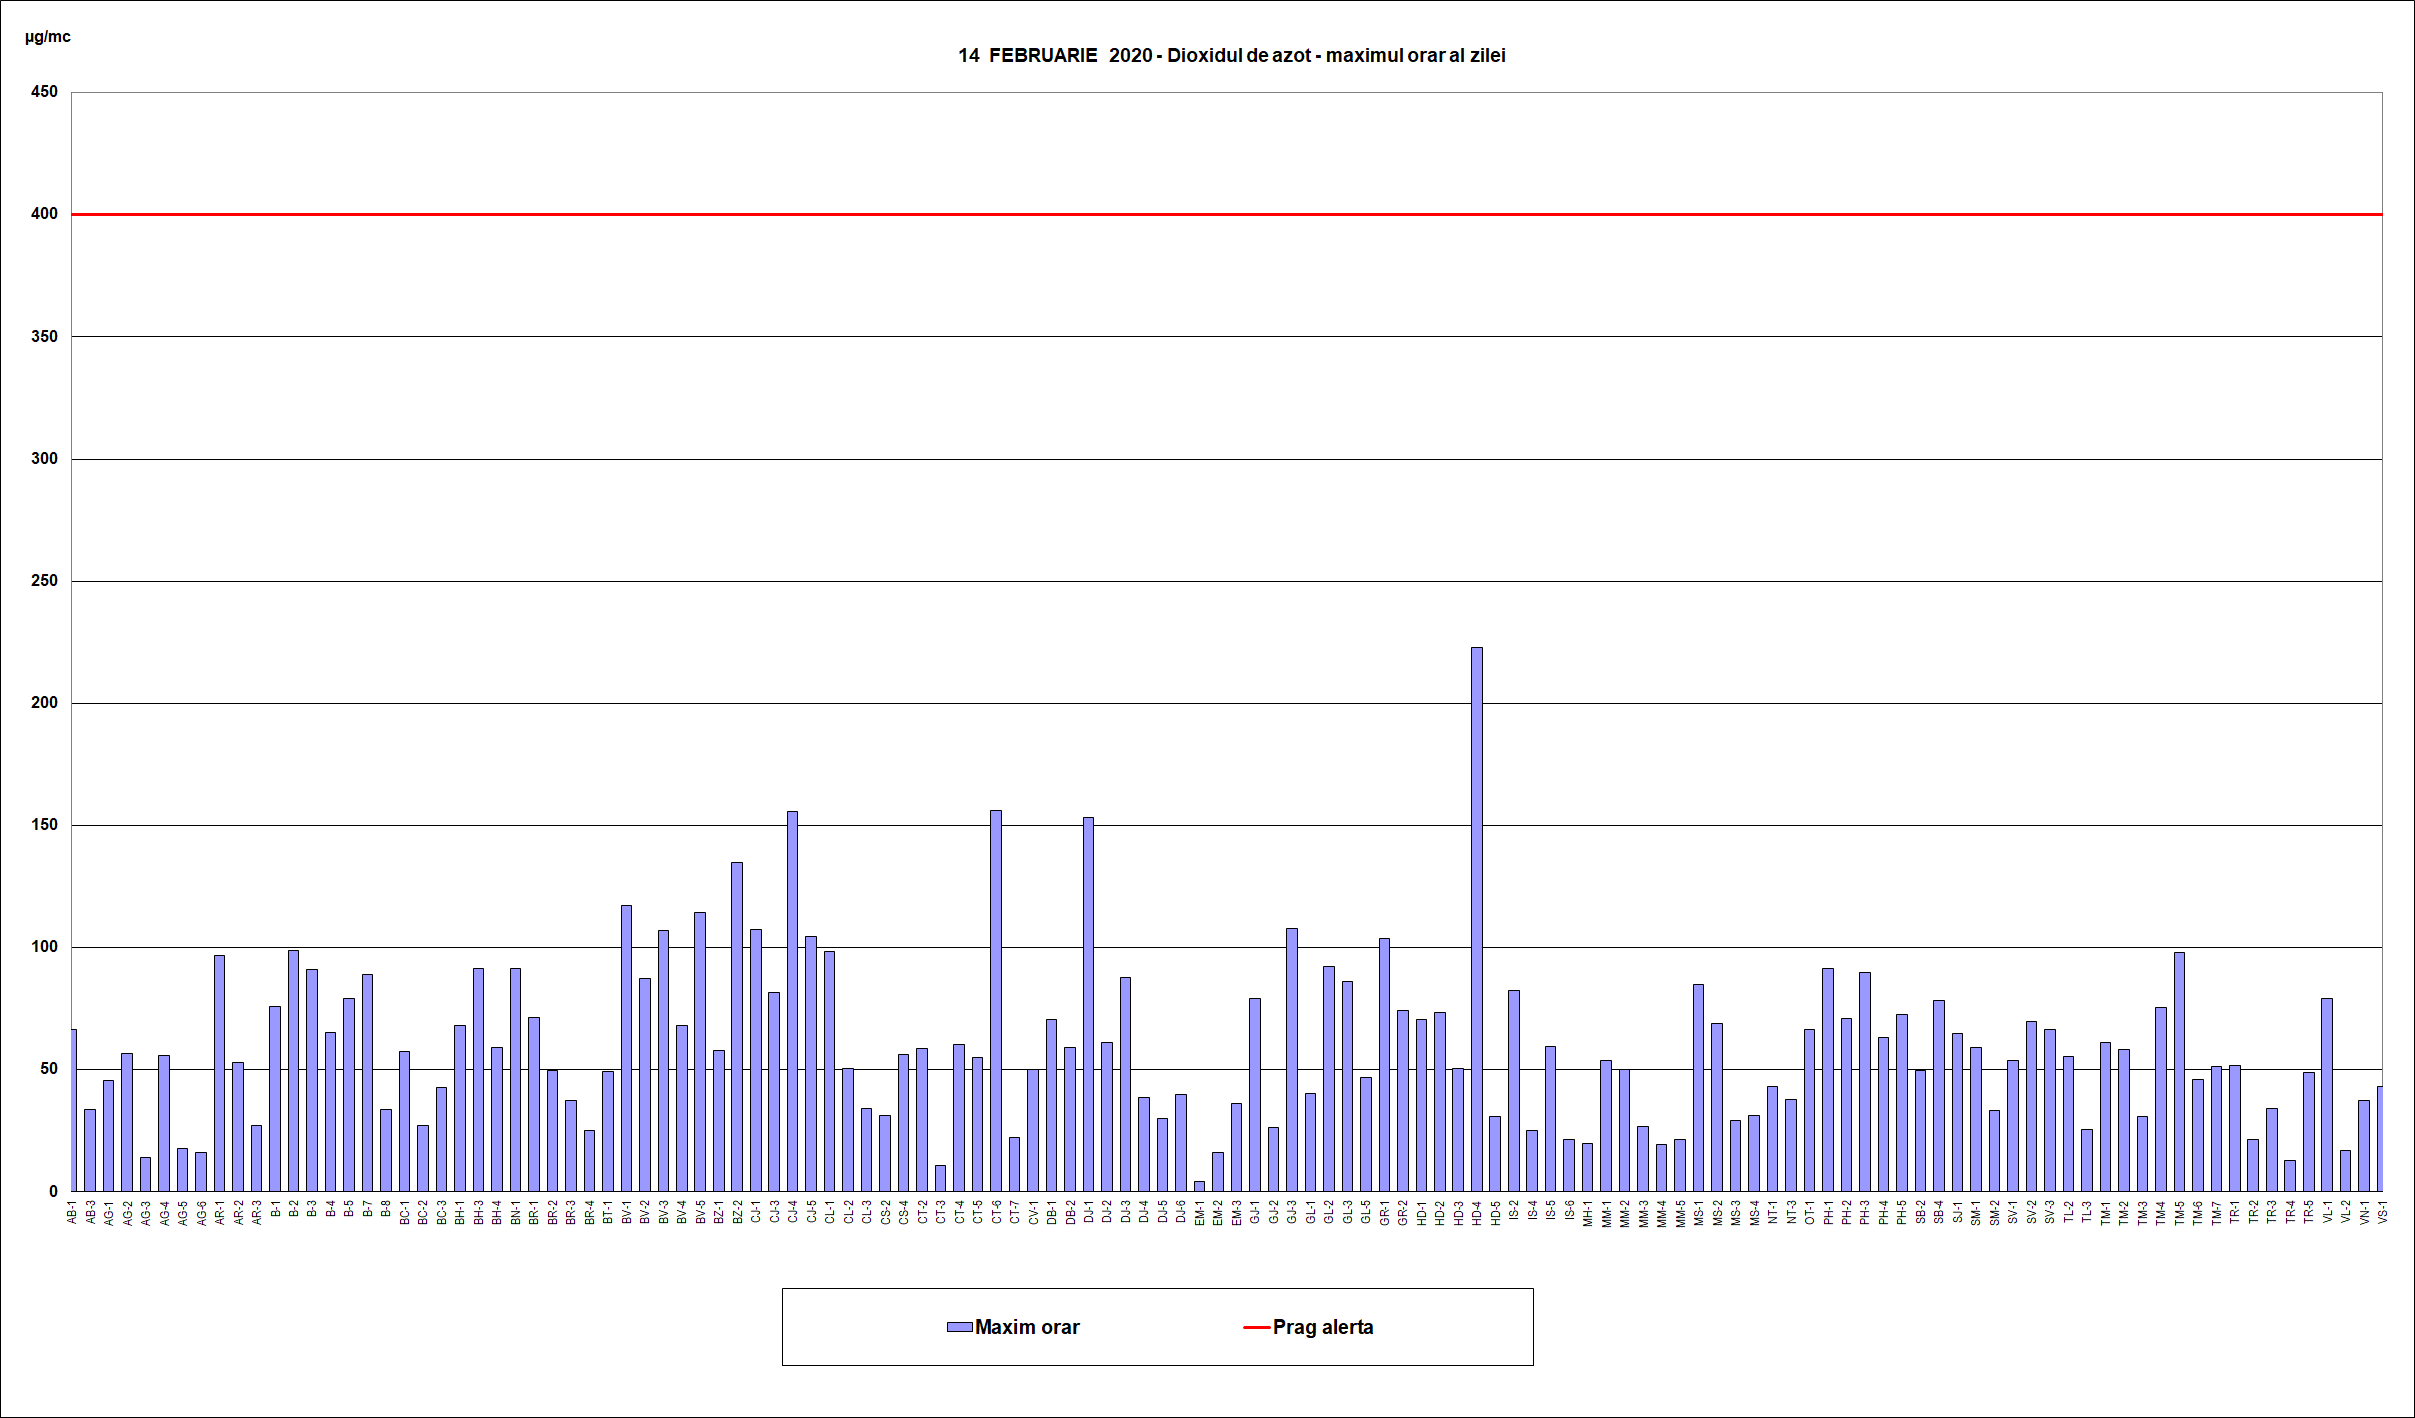 µg/mc
14 FEBRUARIE 2020 - Dioxidul de azot - maximul orar al zilei
450
400
350
300
250
200
150
100
50
0
AB-1 AB-3 AG-1 AG-2 AG-3 AG-4 AG-5 AG-6 AR-1 AR-2 AR-3 B-1 B-2 B-3 B-4 B-5 B-7 B-8 BC-1 BC-2 BC-3 BH-1 BH-3 BH-4 BN-1 BR-1 BR-2 BR-3 BR-4 BT-1 BV-1 BV-2 BV-3 BV-4 BV-5 BZ-1 BZ-2 CJ-1 CJ-3 CJ-4 CJ-5 CL-1 CL-2 CL-3 CS-2 CS-4 CT-2 CT-3 CT-4 CT-5 CT-6 CT-7 CV-1 DB-1 DB-2 DJ-1 DJ-2 DJ-3 DJ-4 DJ-5 DJ-6 EM-1 EM-2 EM-3 GJ-1 GJ-2 GJ-3 GL-1 GL-2 GL-3 GL-5 GR-1 GR-2 HD-1 HD-2 HD-3 HD-4 HD-5 IS-2 IS-4 IS-5 IS-6 MH-1 MM-1 MM-2 MM-3 MM-4 MM-5 MS-1 MS-2 MS-3 MS-4 NT-1 NT-3 OT-1 PH-1 PH-2 PH-3 PH-4 PH-5 SB-2 SB-4 SJ-1 SM-1 SM-2 SV-1 SV-2 SV-3 TL-2 TL-3 TM-1 TM-2 TM-3 TM-4 TM-5 TM-6 TM-7 TR-1 TR-2 TR-3 TR-4 TR-5 VL-1 VL-2 VN-1 VS-1
Maxim orar Prag alerta